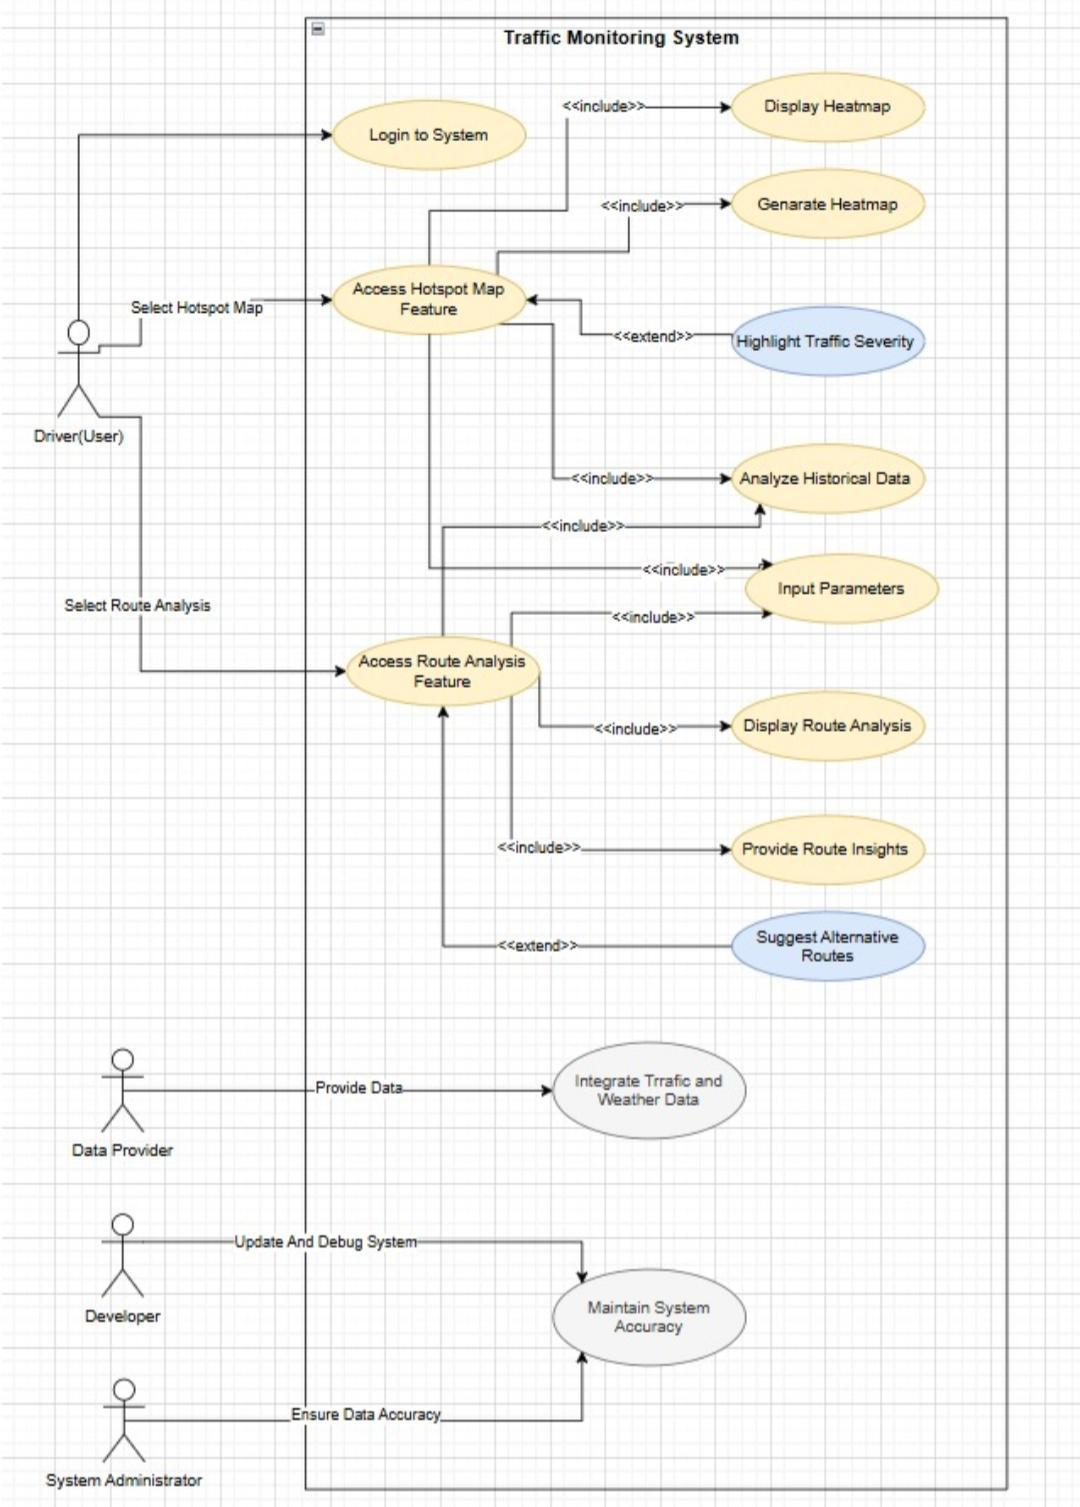 Traffic Monitoring System
<<include>>
Display Heatmap
Login to System
<<include>>
Genarate Heatmap
Access Hotspot Map
Feature
Select Hotspot Map
<<extend>>
Highlight Traffic Severity
Driver(User)
<<include>>
Analyze Historical Data
<<include>>
<<include>>
Input Parameters
Select Route Analysis
<<include>>
Access Route Analysis
Feature
<<include>>
Display Route Analysis
<<include>>
Provide Route Insights
<<extend>>
Suggest Alternative
Routes
Provide Data
Integrate Trrafic and
Weather Data
Data Provider
Update And Debug System
Developer
Maintain System
Accuracy
Ensure Data Accuracy
System Administrator